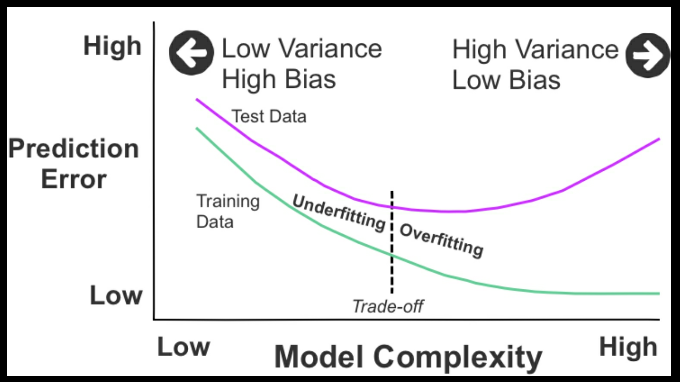 High
Low Variance
High Bias
High Variance
Low Bias
Test Data
Prediction
Error
Training
Data
Underfitting
Overfitting
Low
Trade-off
Low
Model Complexity
High